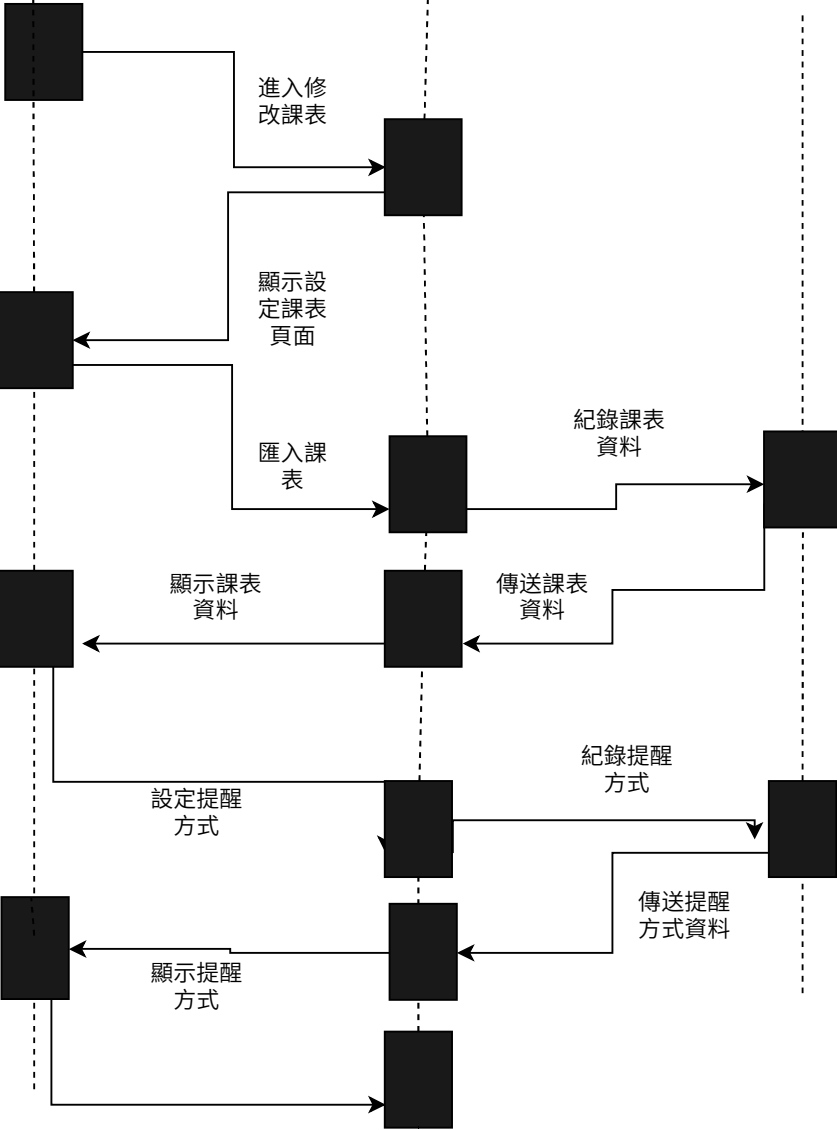 進入修
改課表
顯示設
定課表
頁面
紀錄課表
資料
匯入課
表
顯示課表
資料
傳送課表
資料
紀錄提醒
方式
設定提醒
方式
傳送提醒
方式資料
顯示提醒
方式